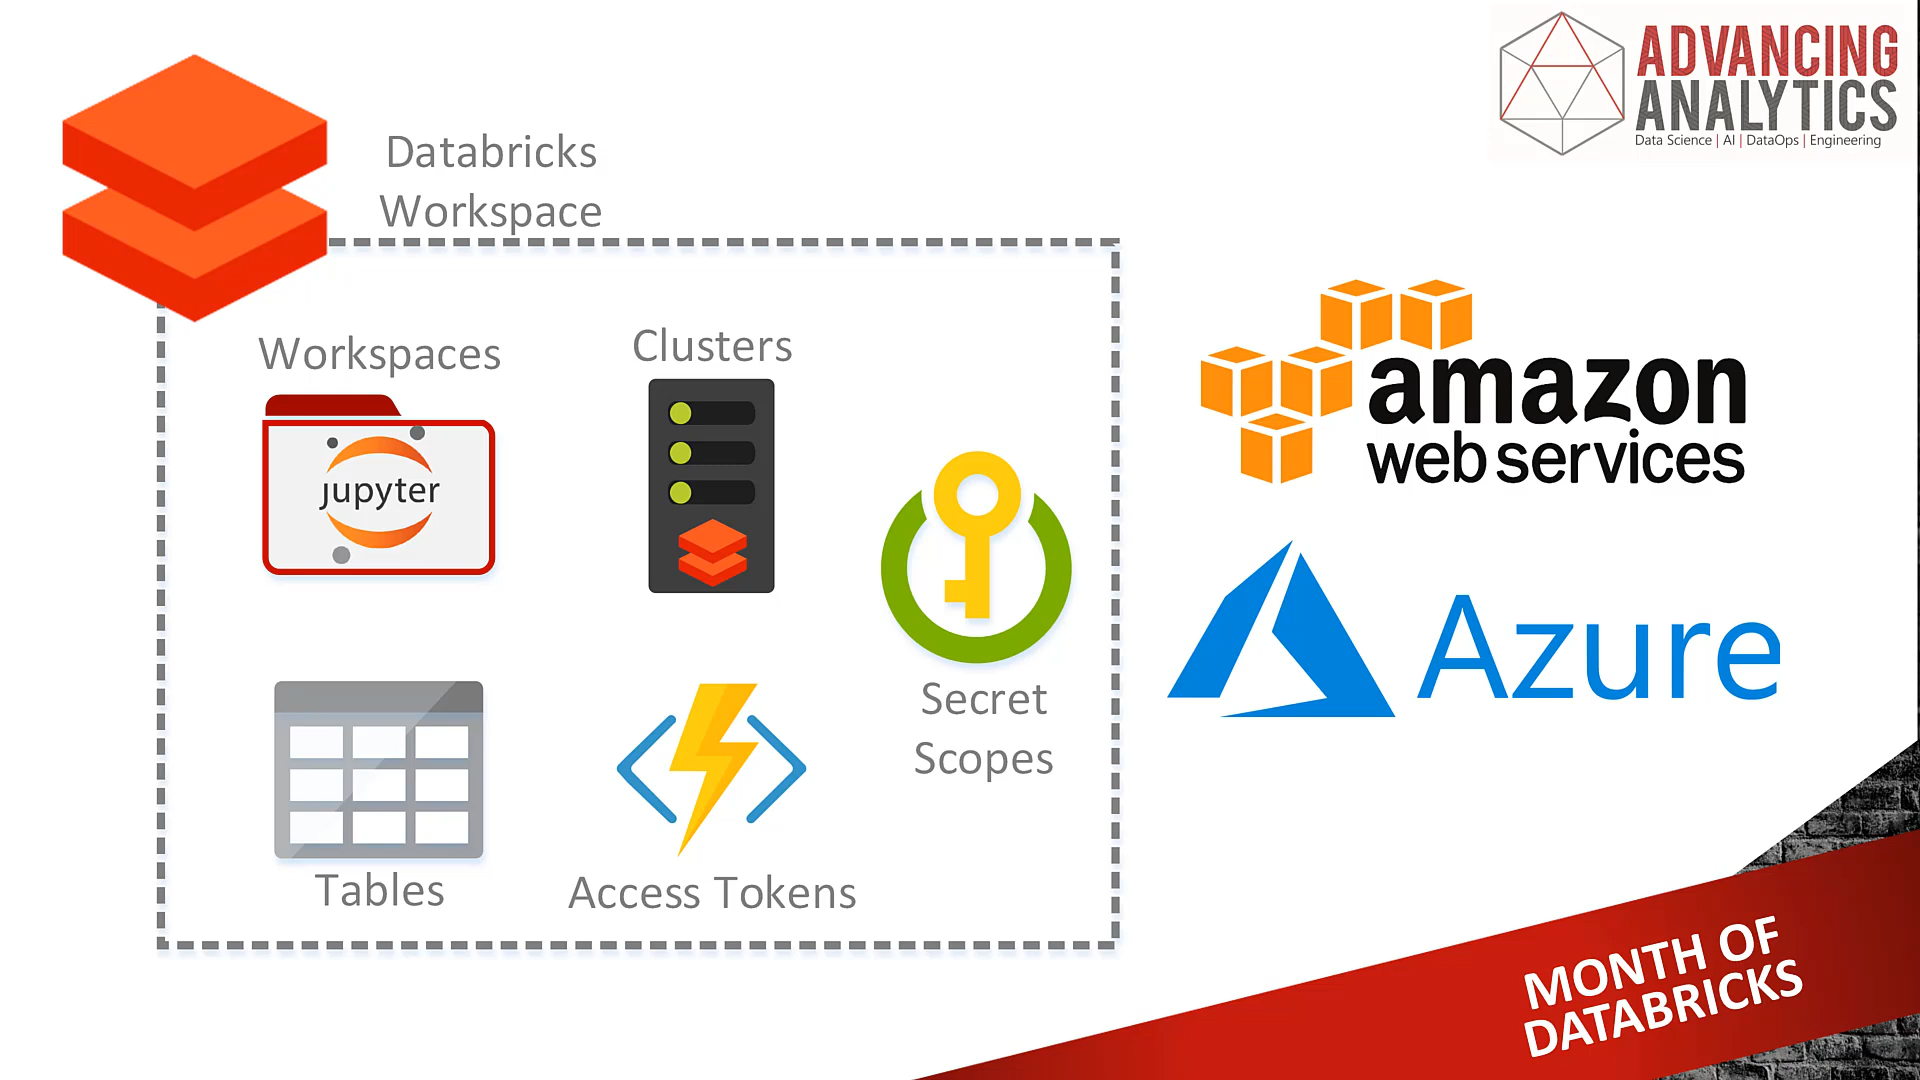 ADVANCING
ANALYTICS
Data Science | AI | DataOps | Engineering
Databricks
Workspace
Workspaces
Clusters
jupyter
Secret
Scopes
Tables
Access Tokens
amazon
web services
Azure
MONTH OF
DATABRICKS